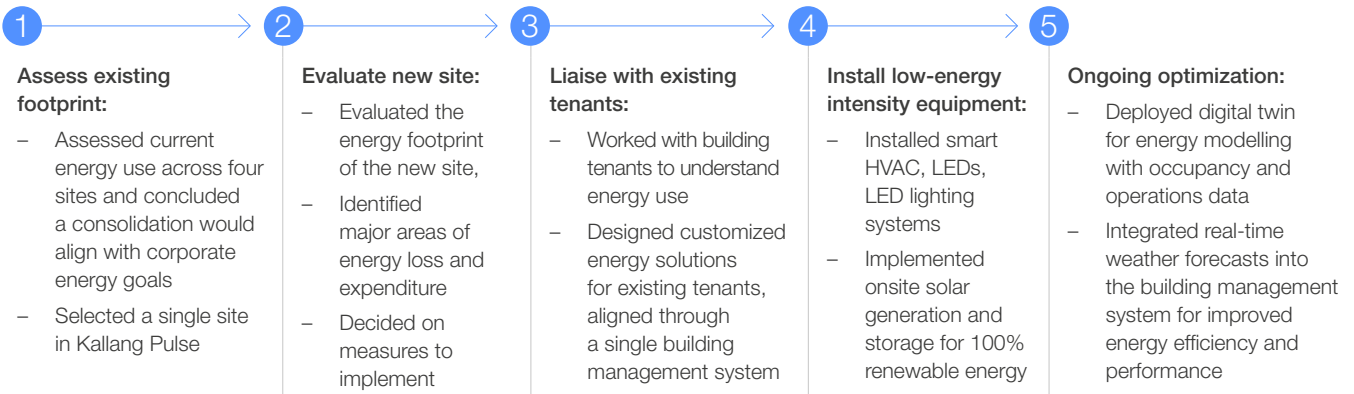 1
Assess existing
footprint:
– Assessed current
energy use across four
sites and concluded
a consolidation would
align with corporate
energy goals
– Selected a single site
in Kallang Pulse
2
Evaluate new site:
– Evaluated the
energy footprint
of the new site,
– Identified
major areas of
energy loss and
expenditure
– Decided on
measures to
implement
3
Liaise with existing
tenants:
– Worked with building
tenants to understand
energy use
– Designed customized
energy solutions
for existing tenants,
aligned through
a single building
management system
4
Install low-energy
intensity equipment:
– Installed smart
HVAC, LEDs,
LED lighting
systems
– Implemented
onsite solar
generation and
storage for 100%
renewable energy
5
Ongoing optimization:
– Deployed digital twin
for energy modelling
with occupancy and
operations data
– Integrated real-time
weather forecasts into
the building management
system for improved
energy efficiency and
performance